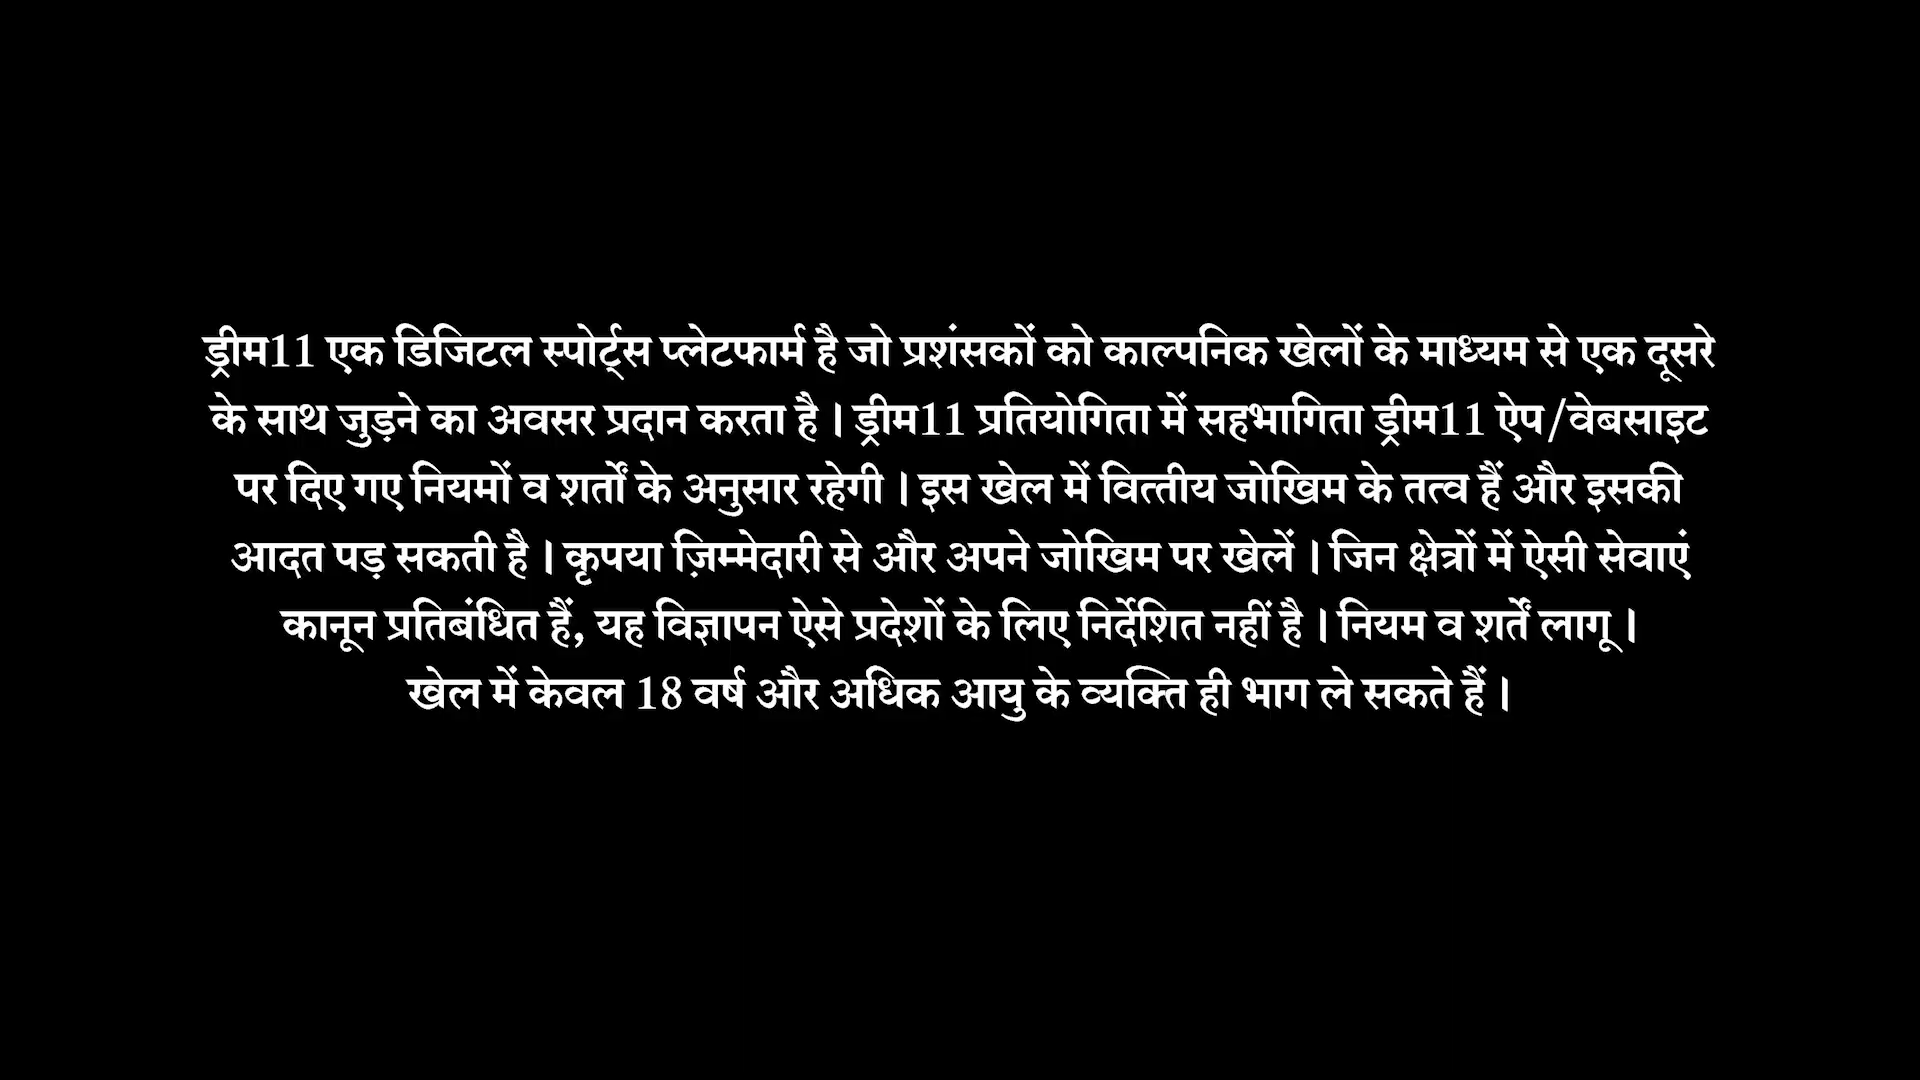 ड्रीम11 एक डिजिटल स्पोर्ट्स प्लेटफार्म है जो प्रशंसकों को काल्पनिक खेलों के माध्यम से एक दूसरे
के साथ जुड़ने का अवसर प्रदान करता है । ड्रीम11 प्रतियोगिता में सहभागिता ड्रीम11 ऐप/वेबसाइट
पर दिए गए नियमों व शर्तों के अनुसार रहेगी । इस खेल में वित्तीय जोखिम के तत्व हैं और इसकी
आदत पड़ सकती है । कृपया ज़िम्मेदारी से और अपने जोखिम पर खेलें । जिन क्षेत्रों में ऐसी सेवाएं
कानून प्रतिबंधित हैं, यह विज्ञापन ऐसे प्रदेशों के लिए निर्देशित नहीं है । नियम व शर्तें लागू ।
खेल में केवल 18 वर्ष और अधिक आयु के व्यक्ति ही भाग ले सकते हैं ।